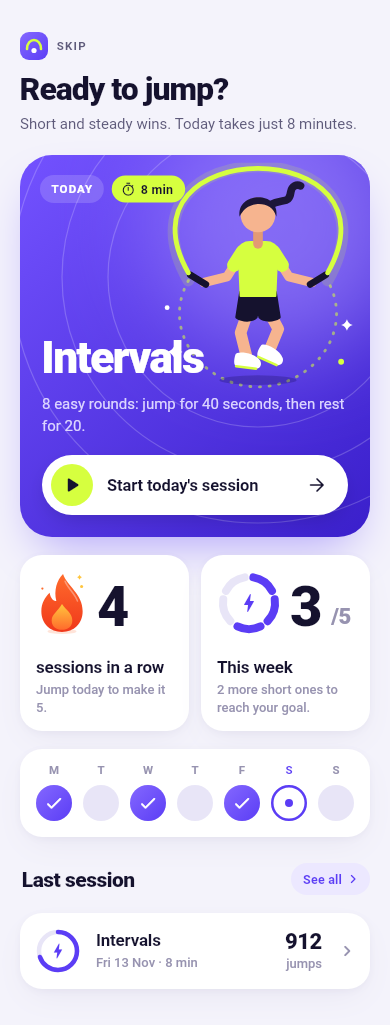 SKIP
Ready to jump?
Short and steady wins. Today takes just 8 minutes.
TODAY
8 min
Intervals
8 easy rounds: jump for 40 seconds, then rest
for 20.
Start today's session
4
sessions in a row
Jump today to make it
5.
3 /5
This week
2 more short ones to
reach your goal.
M T W T F S S
Last session
See all
Intervals
Fri 13 Nov · 8 min
912
jumps